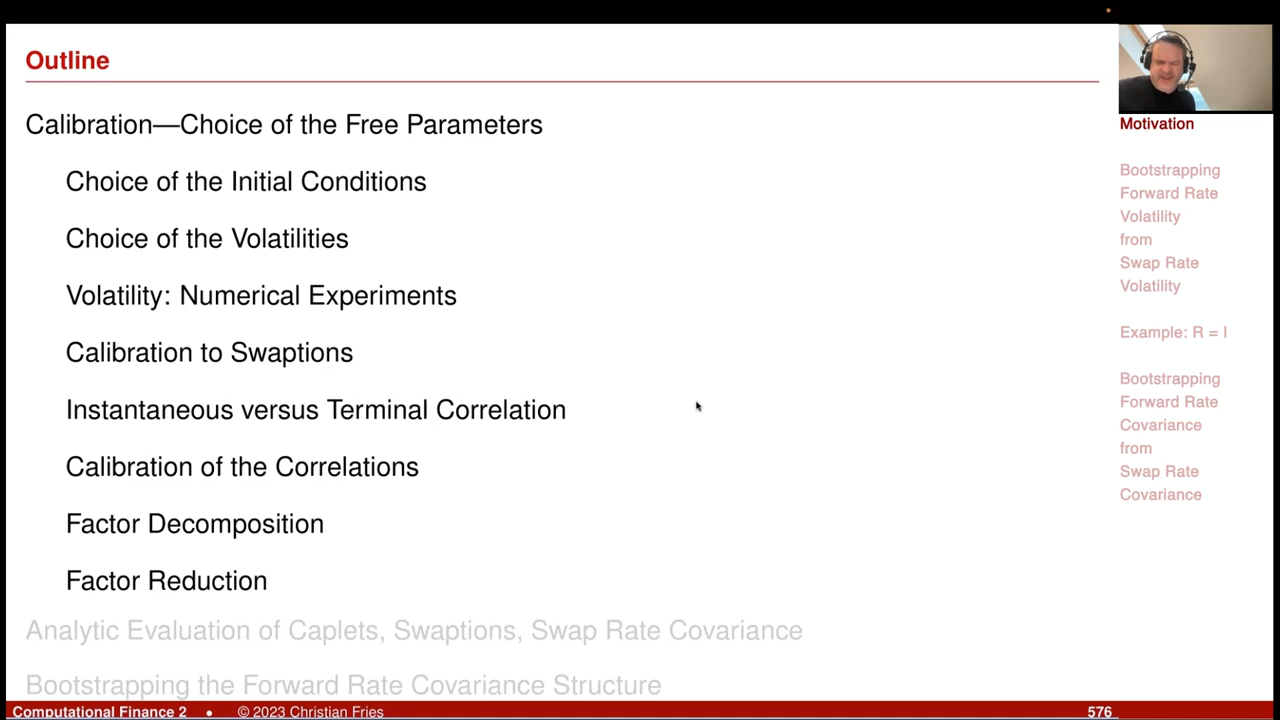 Outline
Calibration—Choice of the Free Parameters
Choice of the Initial Conditions
Choice of the Volatilities
Volatility: Numerical Experiments
Calibration to Swaptions
Instantaneous versus Terminal Correlation
Calibration of the Correlations
Factor Decomposition
Factor Reduction
Analytic Evaluation of Caplets, Swaptions, Swap Rate Covariance
Bootstrapping the Forward Rate Covariance Structure
Motivation
Bootstrapping
Forward Rate
Volatility
from
Swap Rate
Volatility
Example: R = I
Bootstrapping
Forward Rate
Covariance
from
Swap Rate
Covariance
Computational Finance 2 • © 2023 Christian Fries 576